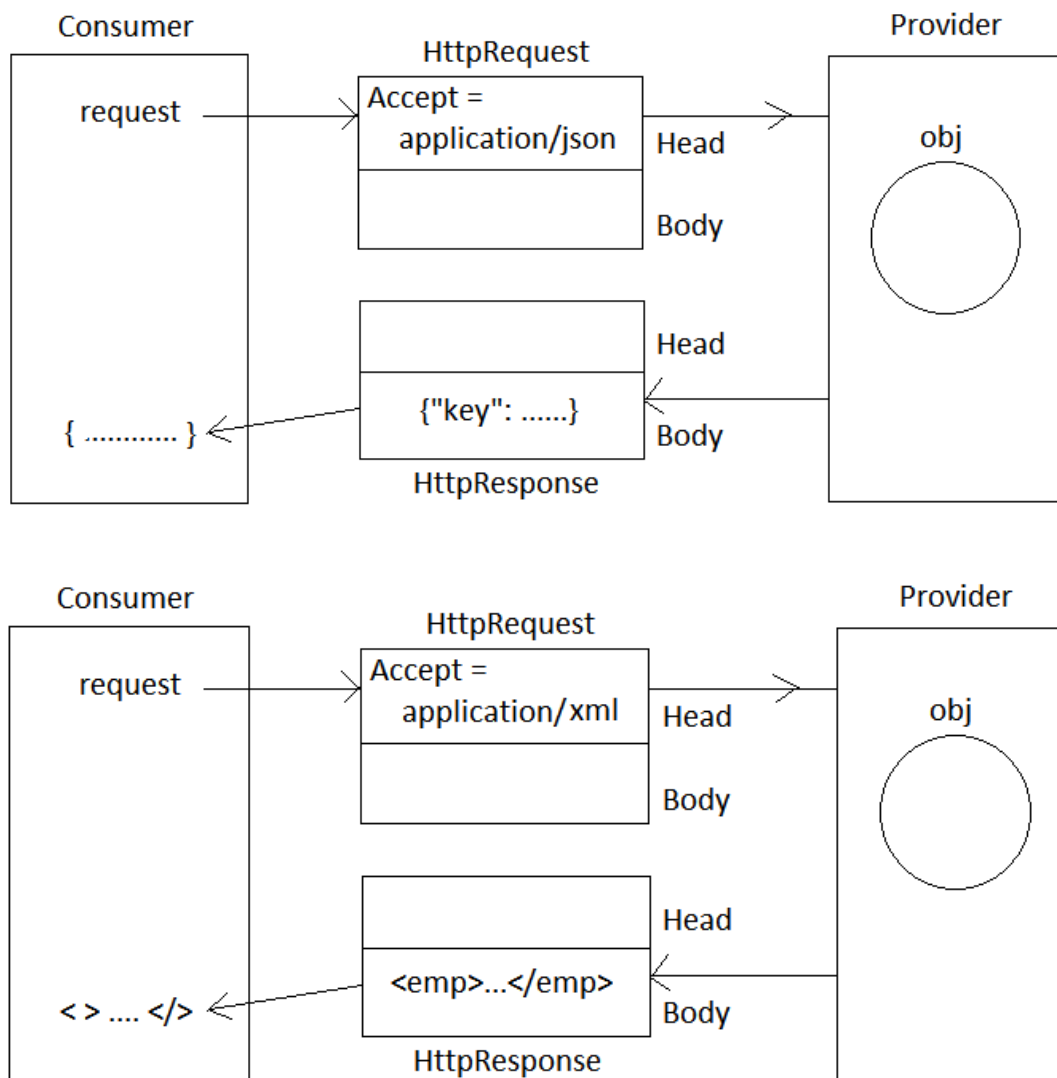 Consumer
Provider
HttpRequest
request
Accept =
application/json
Head
Body
obj
Head
{"key": ......}
Body
{ ............ }
HttpResponse
Consumer
Provider
HttpRequest
request
Accept =
application/xml
Head
Body
obj
Head
<emp>...</emp>
Body
< > .... </>
HttpResponse